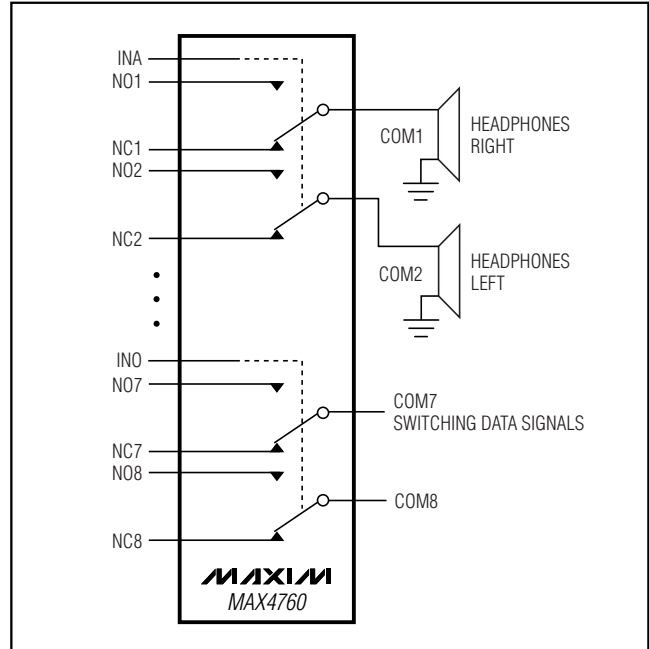 INA
NO1
NC1
NO2
NC2
COM1
HEADPHONES
RIGHT
COM2
HEADPHONES
LEFT
INO
NO7
NC7
NO8
NC8
COM7
SWITCHING DATA SIGNALS
COM8
MAXIM
MAX4760